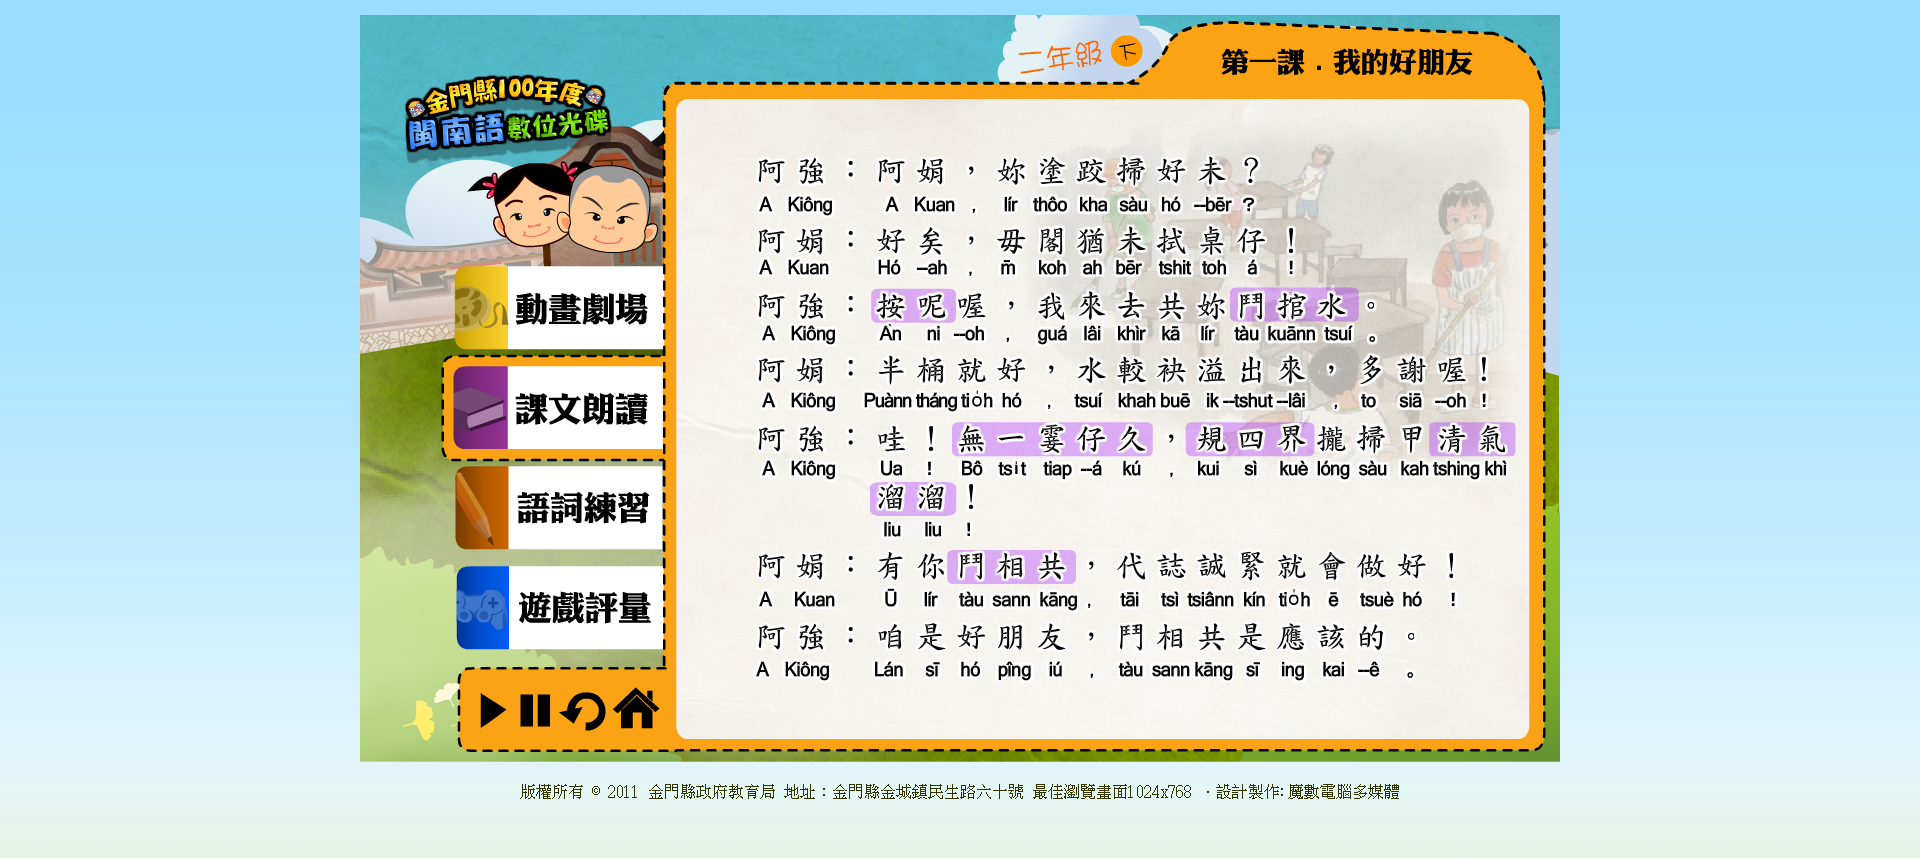 二年級 下
第一課．我的好朋友
金門縣100年度
閩南語數位光碟
動畫劇場
課文朗讀
語詞練習
遊戲評量
阿強：阿娟，妳塗跤掃好未？
A Kiông A Kuan , lír thôo kha sàu hó --bēr ?
阿娟：好矣，毋閣猶未拭桌仔！
A Kuan Hó --ah , m̄ koh ah bēr tshit toh á !
阿強：按呢喔，我來去共妳鬥捾水。
A Kiông Àn ni --oh , guá lâi khìr kā lír tàu kuānn tsuí 。
阿娟：半桶就好，水較袂溢出來，多謝喔！
A Kiông Puànn tháng tio̍h hó , tsuí khah buē ik --tshut --lâi , to siā --oh !
阿強：哇！無一霎仔久，規四界攏掃甲清氣
A Kiông Ua ! Bô tsi̍t tiap --á kú , kui sì kuè lóng sàu kah tshing khì
溜溜！
liu liu !
阿娟：有你鬥相共，代誌誠緊就會做好！
A Kuan Ū lír tàu sann kāng , tāi tsì tsiânn kín tio̍h ē tsuè hó !
阿強：咱是好朋友，鬥相共是應該的。
A Kiông Lán sī hó pîng iú , tàu sann kāng sī ing kai --ê 。
版權所有 © 2011 金門縣政府教育局 地址：金門縣金城鎮民生路六十號 最佳瀏覽畫面1024x768 ．設計製作: 魔數電腦多媒體